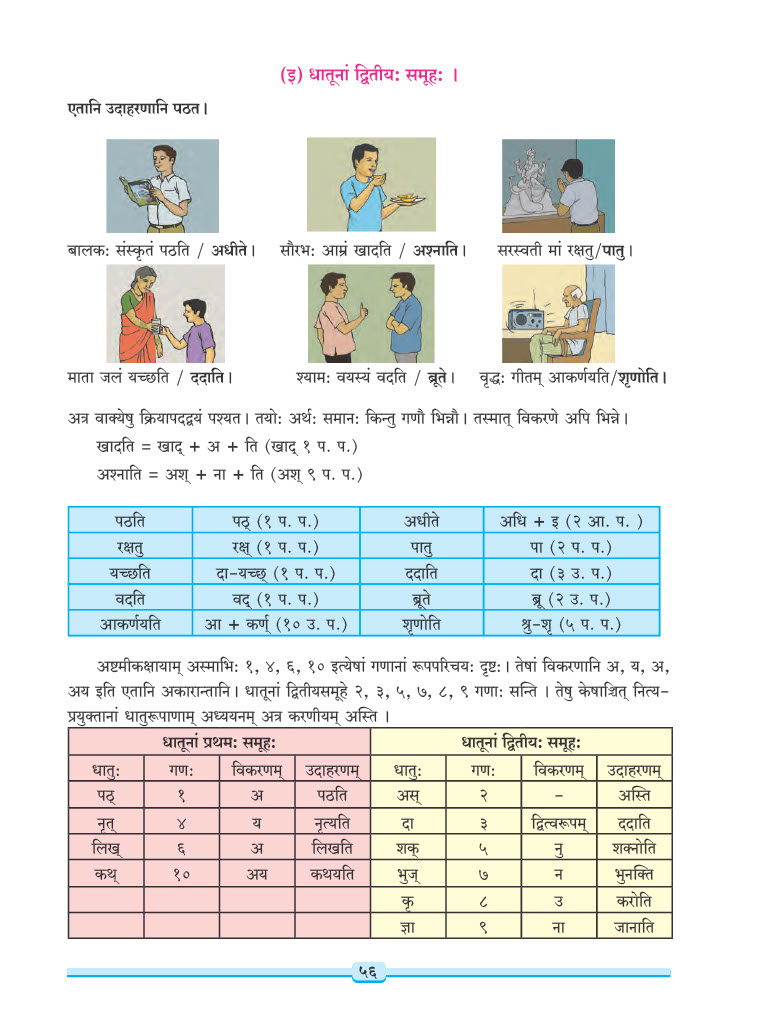 (इ) धातूनां द्वितीयः समूहः ।
एतानि उदाहरणानि पठत।
बालकः संस्कृतं पठति / अधीते। सौरभः आम्रं खादति / अश्नाति। सरस्वती मां रक्षतु/पातु।
माता जलं यच्छति / ददाति। श्यामः वयस्यं वदति / ब्रूते। वृद्धः गीतम् आकर्णयति/शृणोति।
अत्र वाक्येषु क्रियापदद्वयं पश्यत। तयोः अर्थः समानः किन्तु गणौ भिन्नौ। तस्मात् विकरणे अपि भिन्ने।
खादति = खाद् + अ + ति (खाद् १ प. प.)
अश्नाति = अश् + ना + ति (अश् ९ प. प.)
पठति पठ् (१ प. प.) अधीते अधि + इ (२ आ. प. )
रक्षतु रक्ष् (१ प. प.) पातु पा (२ प. प.)
यच्छति दा-यच्छ् (१ प. प.) ददाति दा (३ उ. प.)
वदति वद् (१ प. प.) ब्रूते ब्रू (२ उ. प.)
आकर्णयति आ + कर्ण् (१० उ. प.) शृणोति श्रु-शृ (५ प. प.)
अष्टमीकक्षायाम् अस्माभिः १, ४, ६, १० इत्येषां गणानां रूपपरिचयः दृष्टः। तेषां विकरणानि अ, य, अ,
अय इति एतानि अकारान्तानि। धातूनां द्वितीयसमूहे २, ३, ५, ७, ८, ९ गणाः सन्ति । तेषु केषाञ्चित् नित्य-
प्रयुक्तानां धातुरूपाणाम् अध्ययनम् अत्र करणीयम् अस्ति ।
धातूनां प्रथमः समूहः धातूनां द्वितीयः समूहः
धातुः गणः विकरणम् उदाहरणम् धातुः गणः विकरणम् उदाहरणम्
पठ् १ अ पठति अस् २ – अस्ति
नृत् ४ य नृत्यति दा ३ द्वित्वरूपम् ददाति
लिख् ६ अ लिखति शक् ५ नु शक्नोति
कथ् १० अय कथयति भुज् ७ न भुनक्ति
कृ ८ उ करोति
ज्ञा ९ ना जानाति
५६